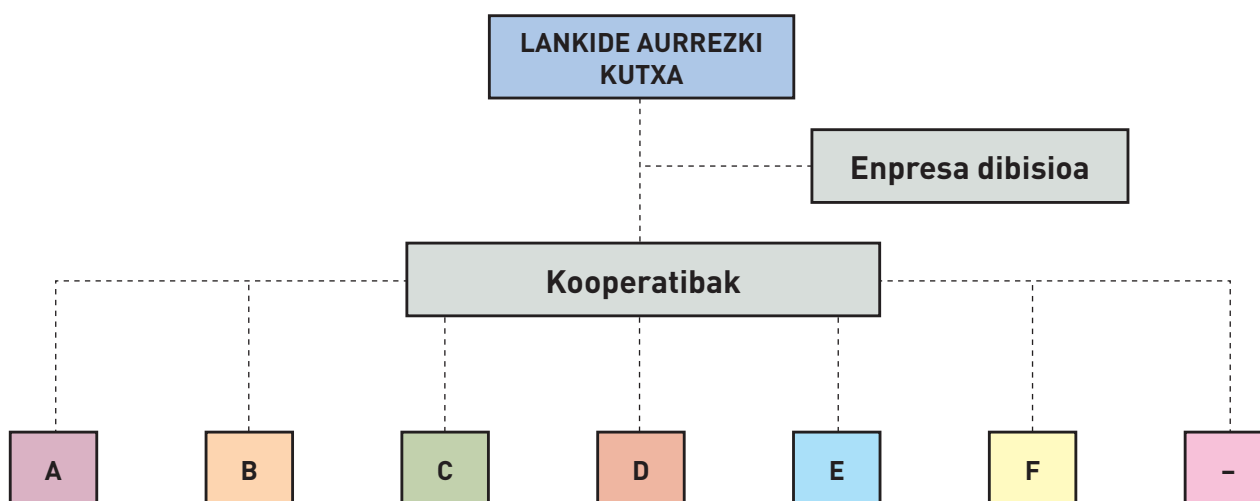 LANKIDE AURREZKI
KUTXA
Enpresa dibisioa
Kooperatibak
A
B
C
D
E
F
–